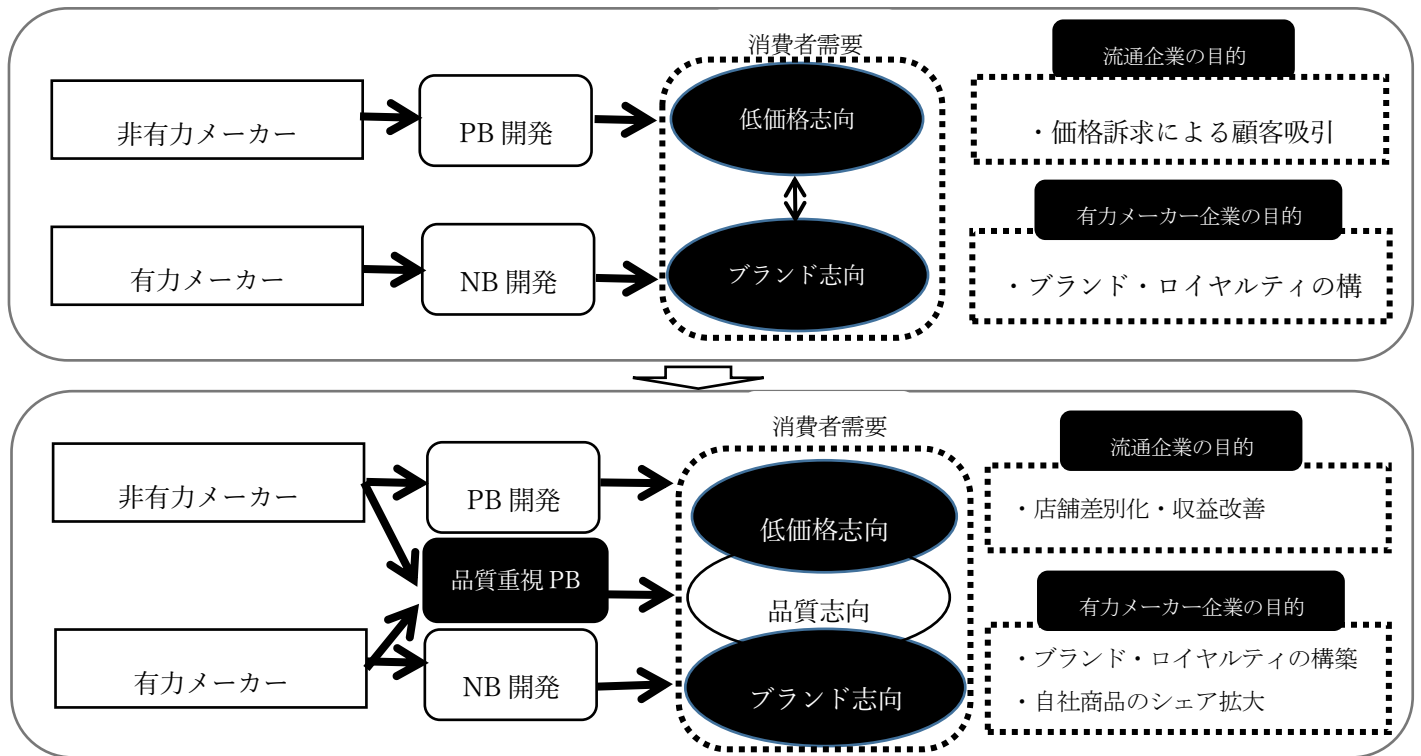 消費者需要
流通企業の目的
非有力メーカー
PB 開発
低価格志向
・価格訴求による顧客吸引
有力メーカー企業の目的
有力メーカー
NB 開発
ブランド志向
・ブランド・ロイヤルティの構
消費者需要
流通企業の目的
非有力メーカー
PB 開発
低価格志向
・店舗差別化・収益改善
品質重視 PB
品質志向
有力メーカー企業の目的
有力メーカー
NB 開発
ブランド志向
・ブランド・ロイヤルティの構築
・自社商品のシェア拡大